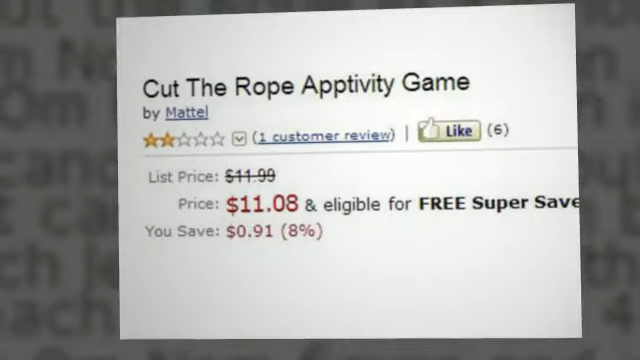 Cut The Rope Apptivity Game
by Mattel
(1 customer review) | Like (6)
List Price: $11.99
Price: $11.08 & eligible for FREE Super Save
You Save: $0.91 (8%)